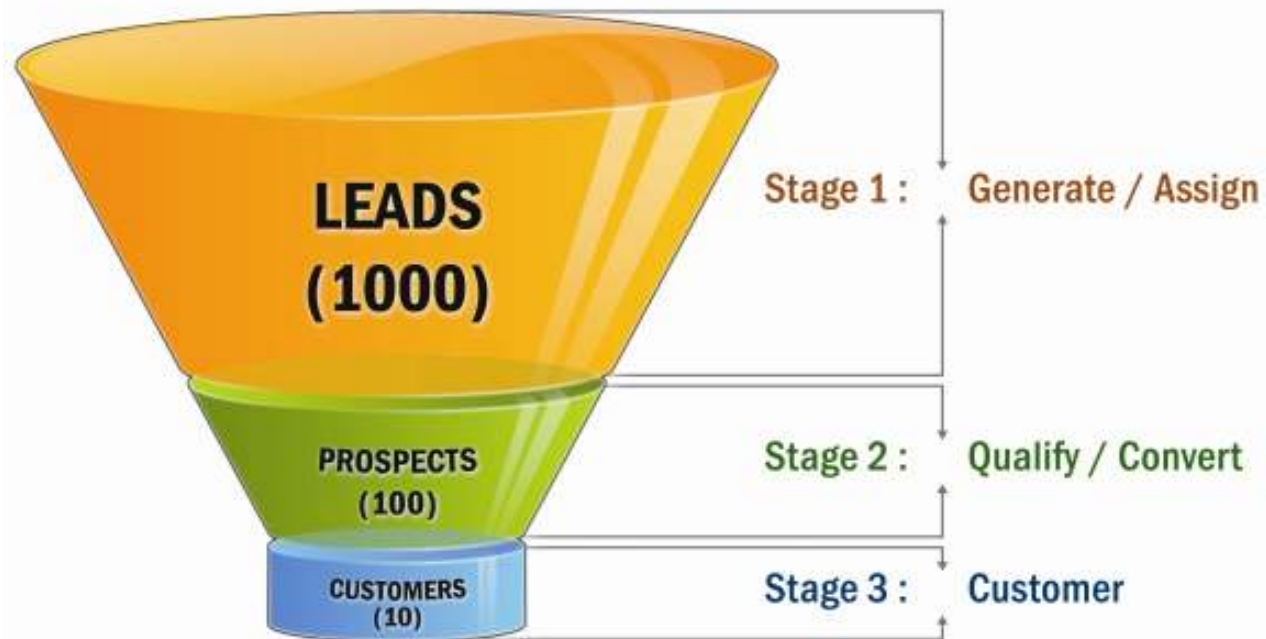 LEADS
(1000)
Stage 1 : Generate / Assign
PROSPECTS
(100)
Stage 2 : Qualify / Convert
CUSTOMERS
(10)
Stage 3 : Customer